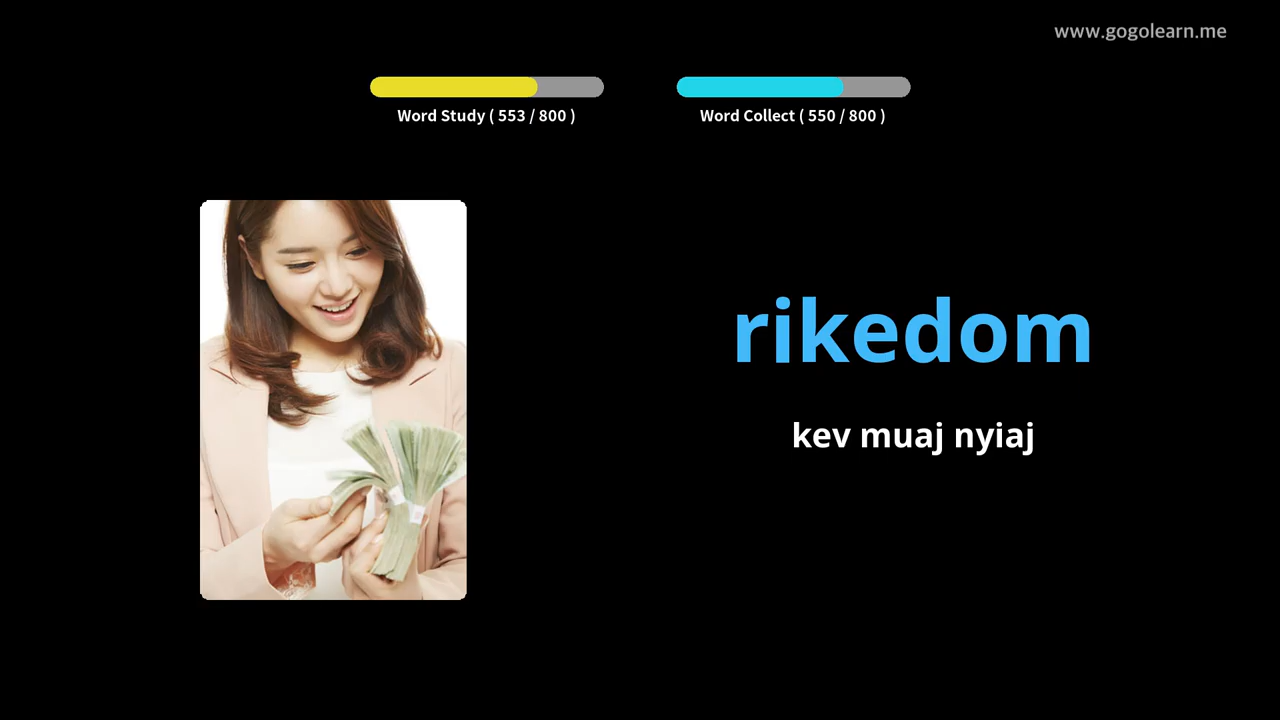 www.gogolearn.me
Word Study ( 553 / 800 )
Word Collect ( 550 / 800 )
rikedom
kev muaj nyiaj